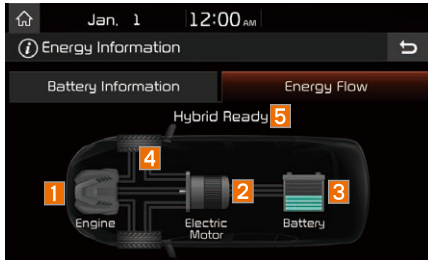 Jan. 1 12:00 AM
i Energy Information
Battery Information Energy Flow
Hybrid Ready 5
4
1 2 3
Engine Electric Motor Battery